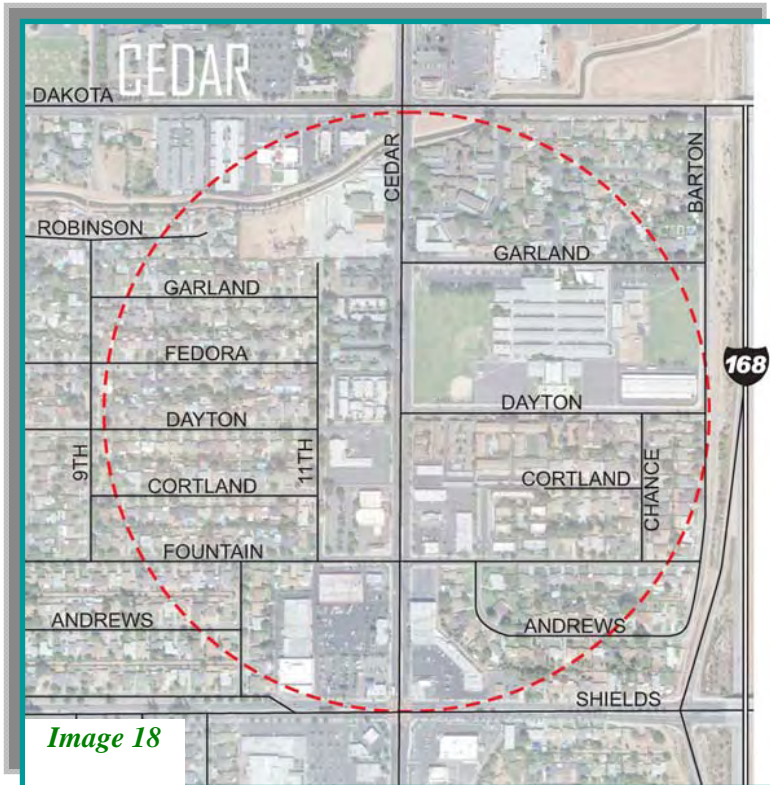 CEDAR
DAKOTA
CEDAR
BARTON
ROBINSON
GARLAND
GARLAND
FEDORA
168
DAYTON
DAYTON
9TH
11TH
CORTLAND
CORTLAND
CHANCE
FOUNTAIN
ANDREWS
ANDREWS
SHIELDS
Image 18